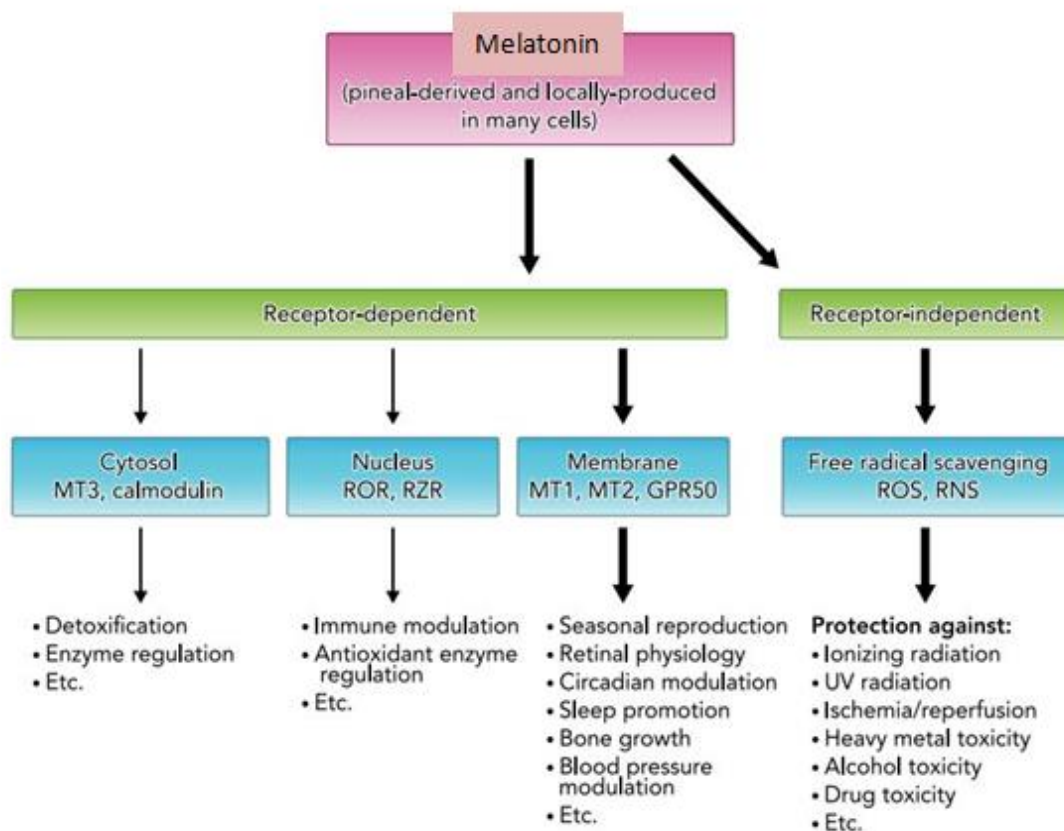 Melatonin
(pineal-derived and locally-produced
in many cells)
Receptor-dependent
Receptor-independent
Cytosol
MT3, calmodulin
Nucleus
ROR, RZR
Membrane
MT1, MT2, GPR50
Free radical scavenging
ROS, RNS
• Detoxification
• Enzyme regulation
• Etc.
• Immune modulation
• Antioxidant enzyme
regulation
• Etc.
• Seasonal reproduction
• Retinal physiology
• Circadian modulation
• Sleep promotion
• Bone growth
• Blood pressure
modulation
• Etc.
Protection against:
• Ionizing radiation
• UV radiation
• Ischemia/reperfusion
• Heavy metal toxicity
• Alcohol toxicity
• Drug toxicity
• Etc.